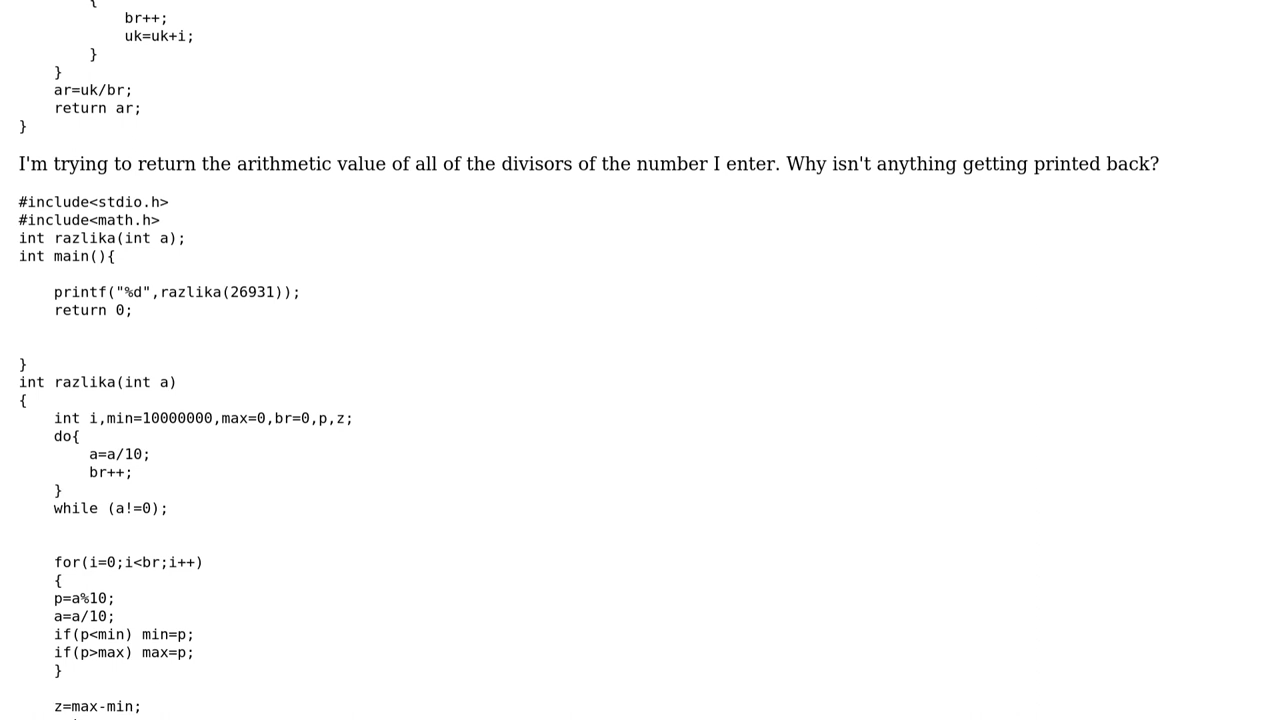 {
br++;
uk=uk+i;
}
}
ar=uk/br;
return ar;
}
I'm trying to return the arithmetic value of all of the divisors of the number I enter. Why isn't anything getting printed back?
#include<stdio.h>
#include<math.h>
int razlika(int a);
int main(){
printf("%d",razlika(26931));
return 0;
}
int razlika(int a)
{
int i,min=10000000,max=0,br=0,p,z;
do{
a=a/10;
br++;
}
while (a!=0);
for(i=0;i<br;i++)
{
p=a%10;
a=a/10;
if(p<min) min=p;
if(p>max) max=p;
}
z=max-min;